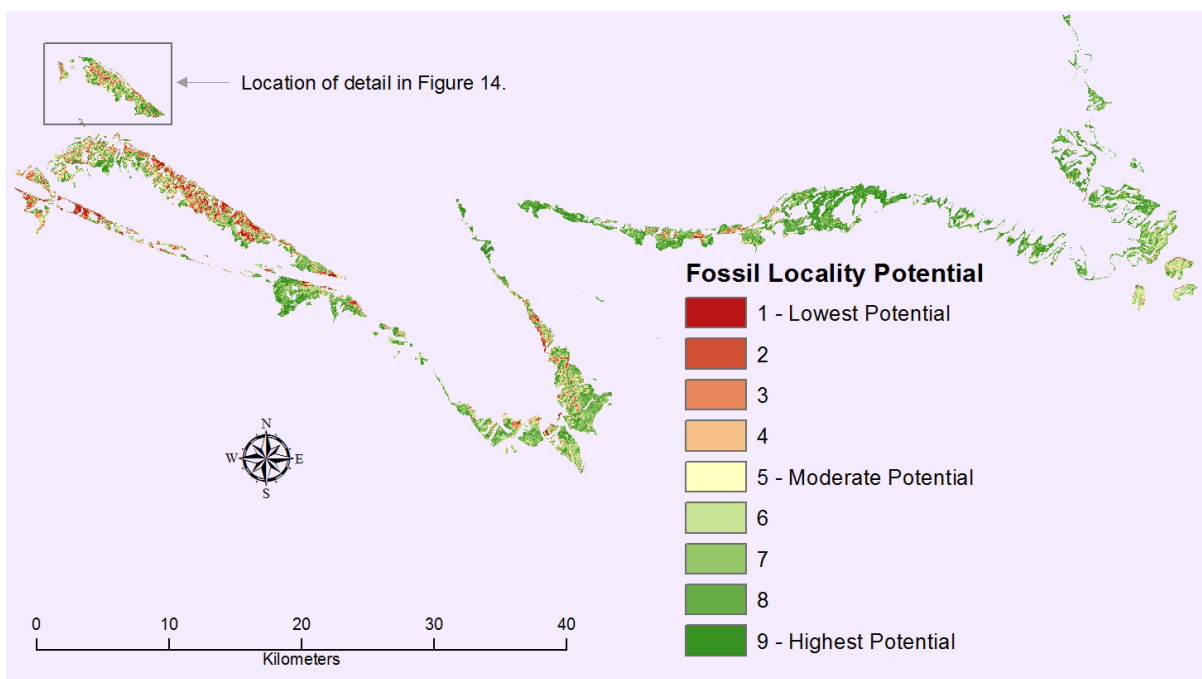 Location of detail in Figure 14.
Fossil Locality Potential
1 - Lowest Potential
2
3
4
5 - Moderate Potential
6
7
8
9 - Highest Potential
N
W E
S
0 10 20 30 40
Kilometers